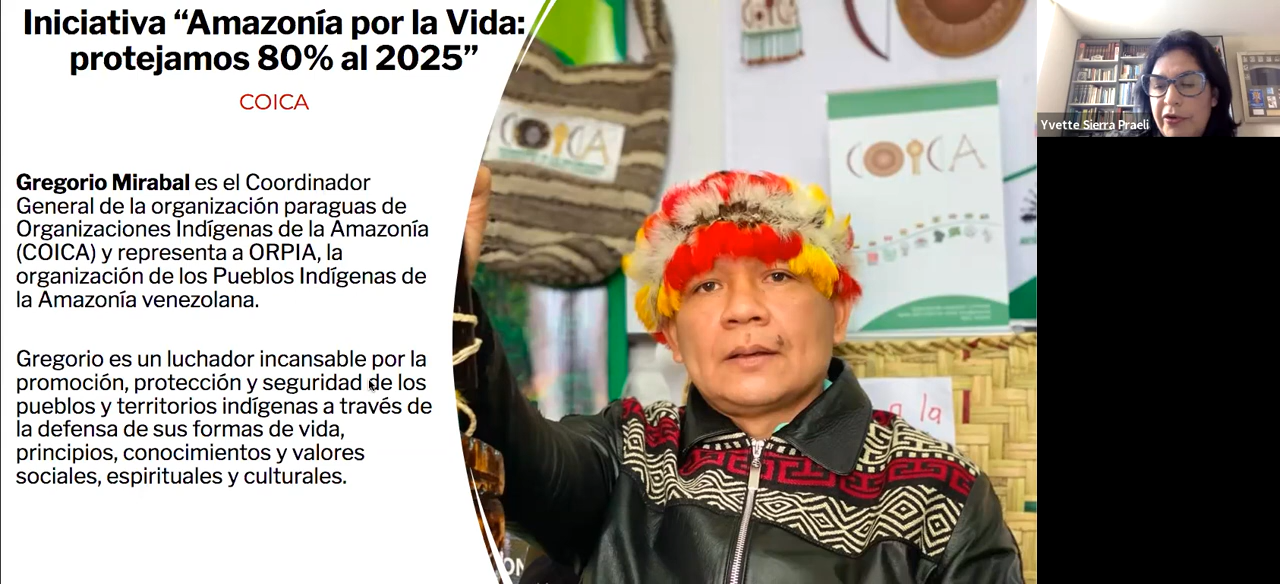 Iniciativa “Amazonía por la Vida:
protejamos 80% al 2025”
COICA
Gregorio Mirabal es el Coordinador
General de la organización paraguas de
Organizaciones Indígenas de la Amazonía
(COICA) y representa a ORPIA, la
organización de los Pueblos Indígenas de
la Amazonía venezolana.
Gregorio es un luchador incansable por la
promoción, protección y seguridad de los
pueblos y territorios indígenas a través de
la defensa de sus formas de vida,
principios, conocimientos y valores
sociales, espirituales y culturales.
COICA
COICA
COICA
a la
Yvette Sierra Praeli